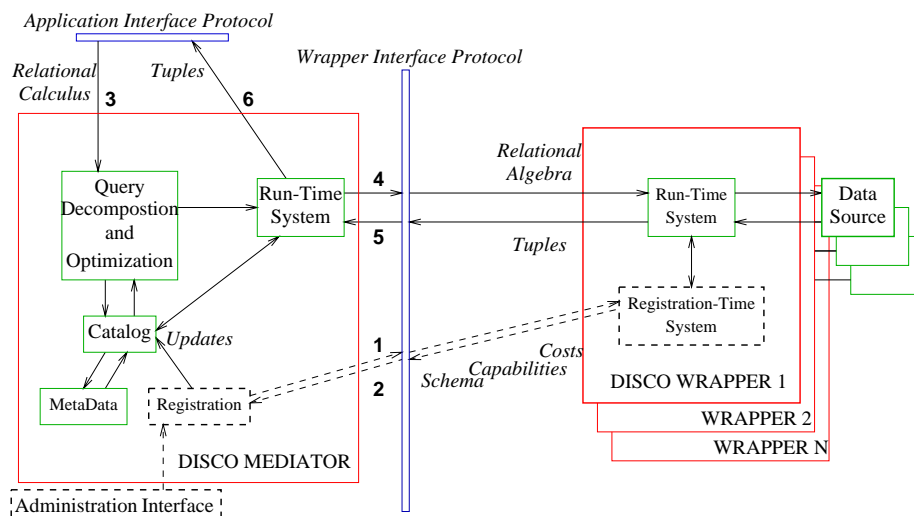 Application Interface Protocol
Relational
Calculus
3
Tuples
6
Wrapper Interface Protocol
Query
Decompostion
and
Optimization
Run-Time
System
4
5
Relational
Algebra
Tuples
Run-Time
System
Data
Source
Catalog
Updates
MetaData
Registration
1
2
Schema
Capabilities
Costs
Registration-Time
System
DISCO WRAPPER 1
WRAPPER 2
WRAPPER N
DISCO MEDIATOR
Administration Interface